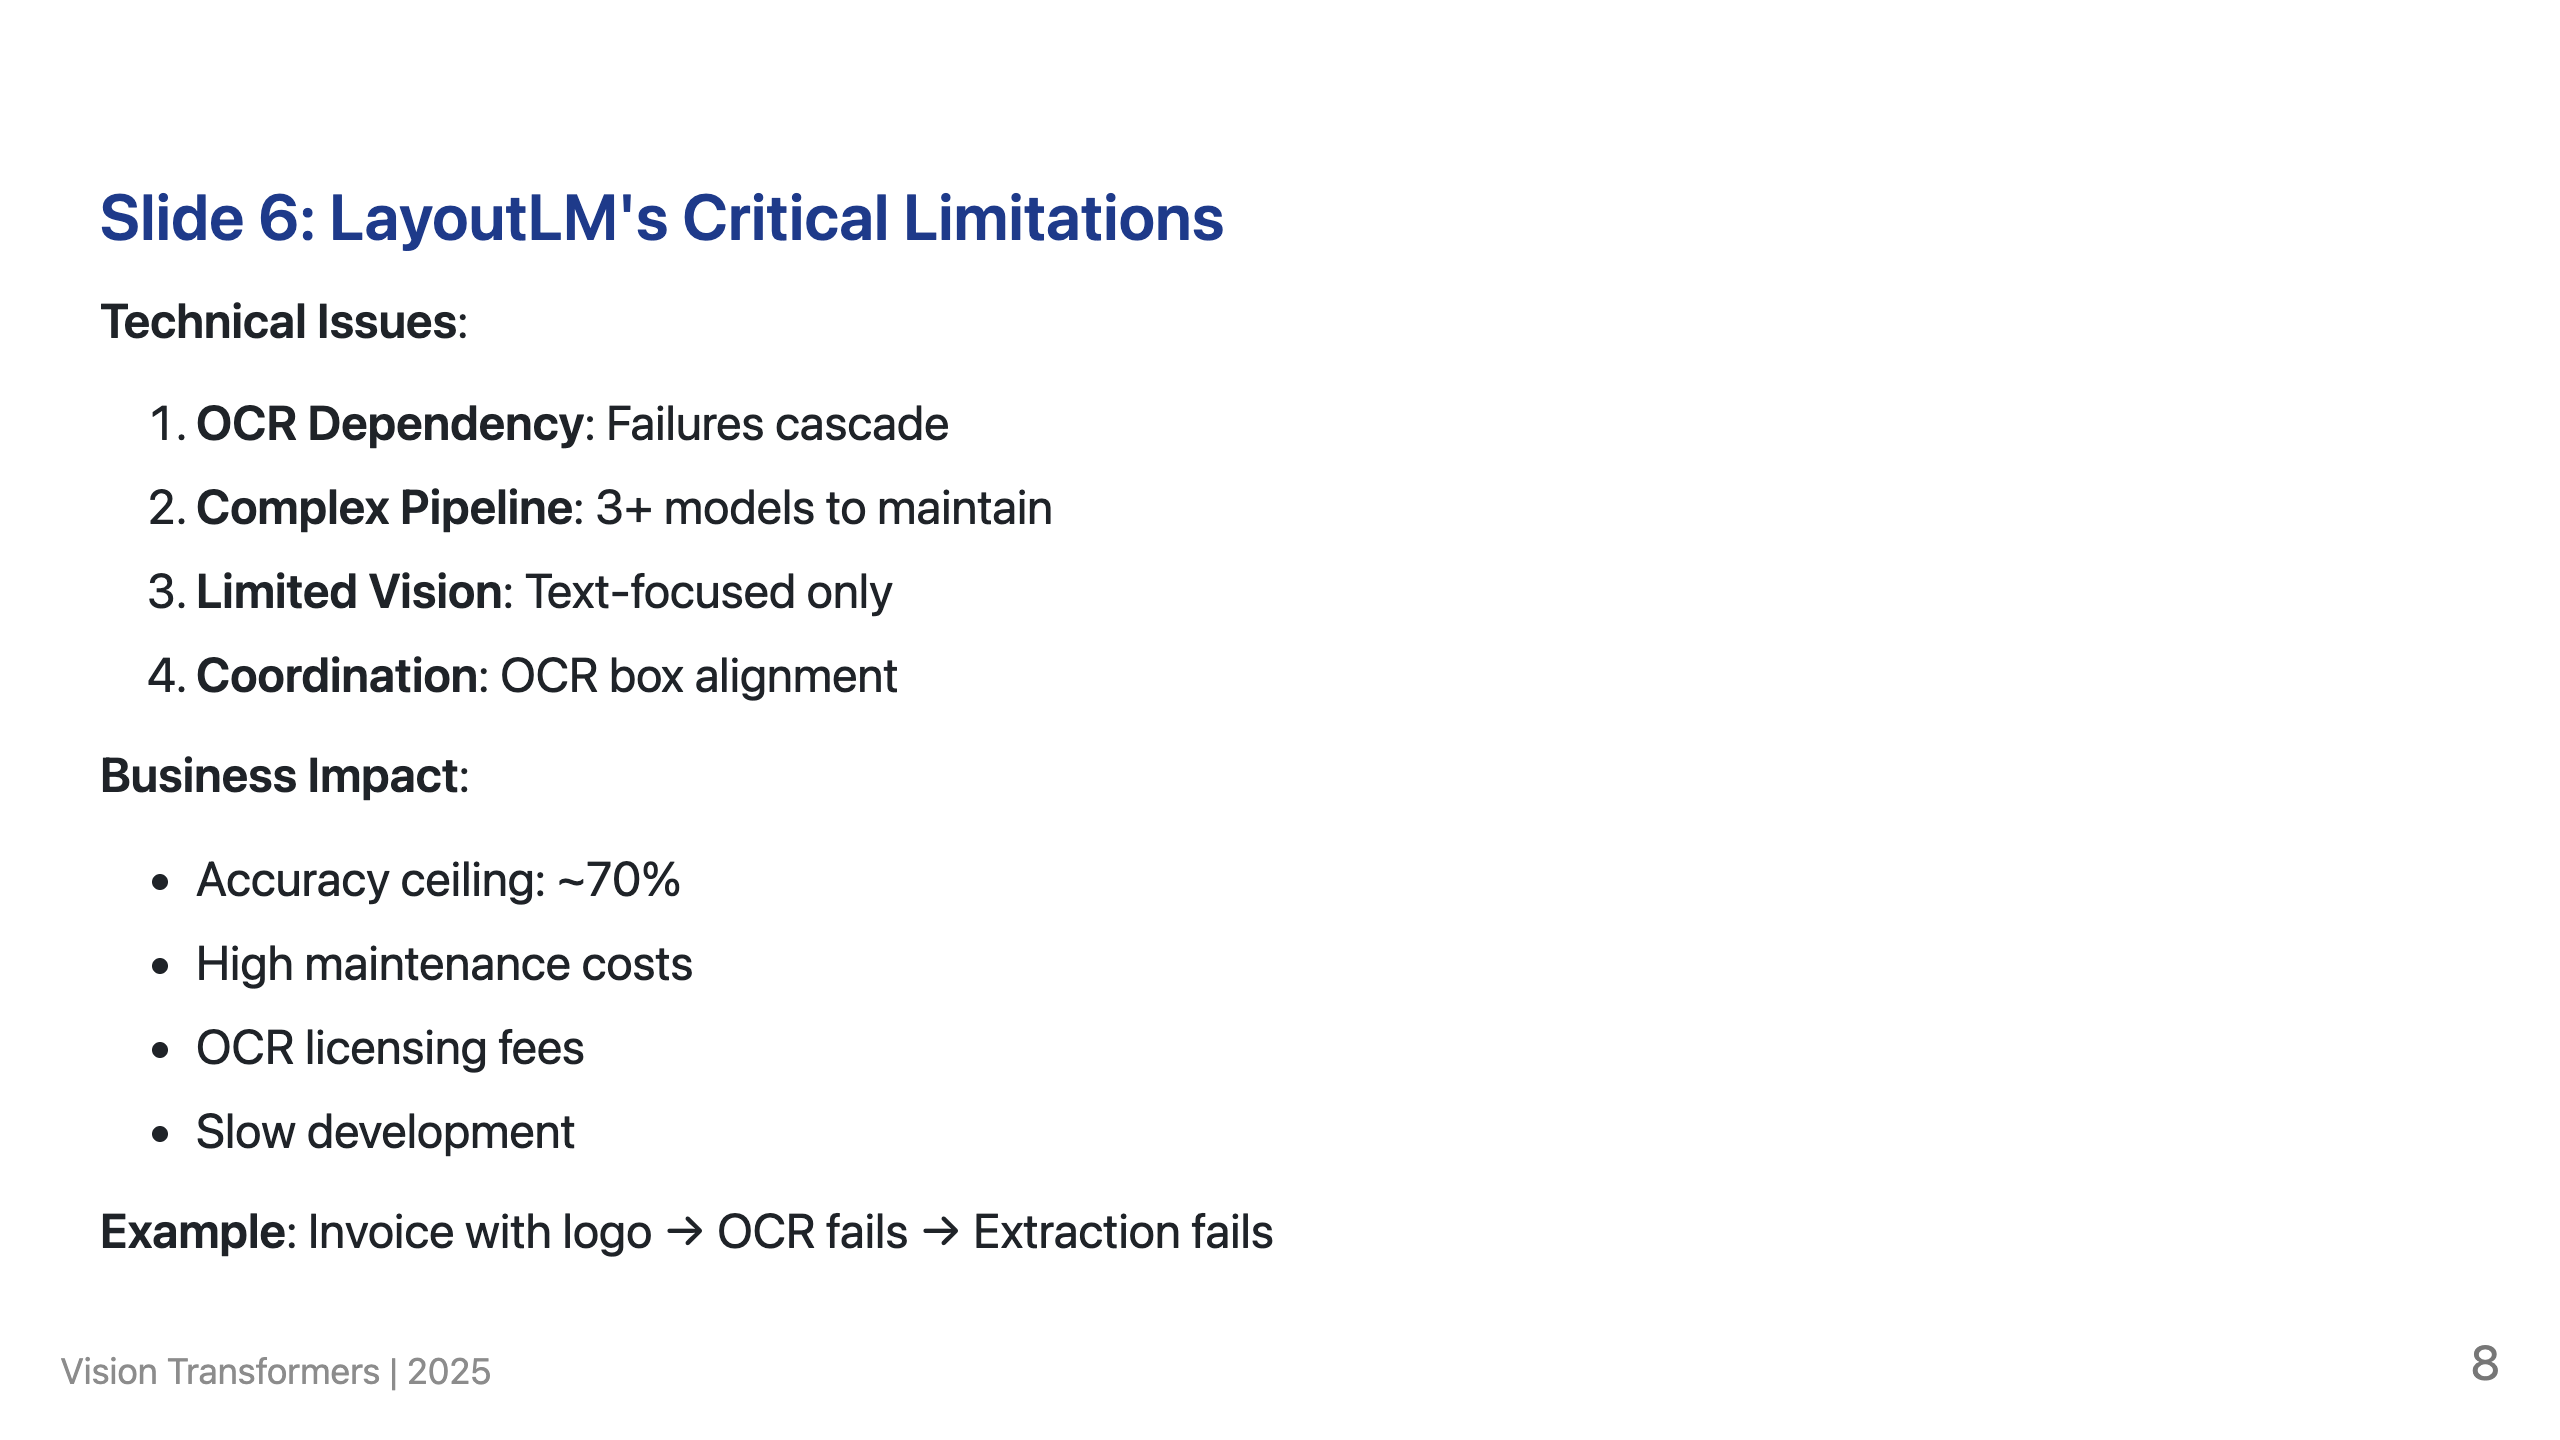 Slide 6: LayoutLM's Critical Limitations
Technical Issues:
1. OCR Dependency: Failures cascade
2. Complex Pipeline: 3+ models to maintain
3. Limited Vision: Text-focused only
4. Coordination: OCR box alignment
Business Impact:
• Accuracy ceiling: ~70%
• High maintenance costs
• OCR licensing fees
• Slow development
Example: Invoice with logo → OCR fails → Extraction fails
Vision Transformers | 2025
8